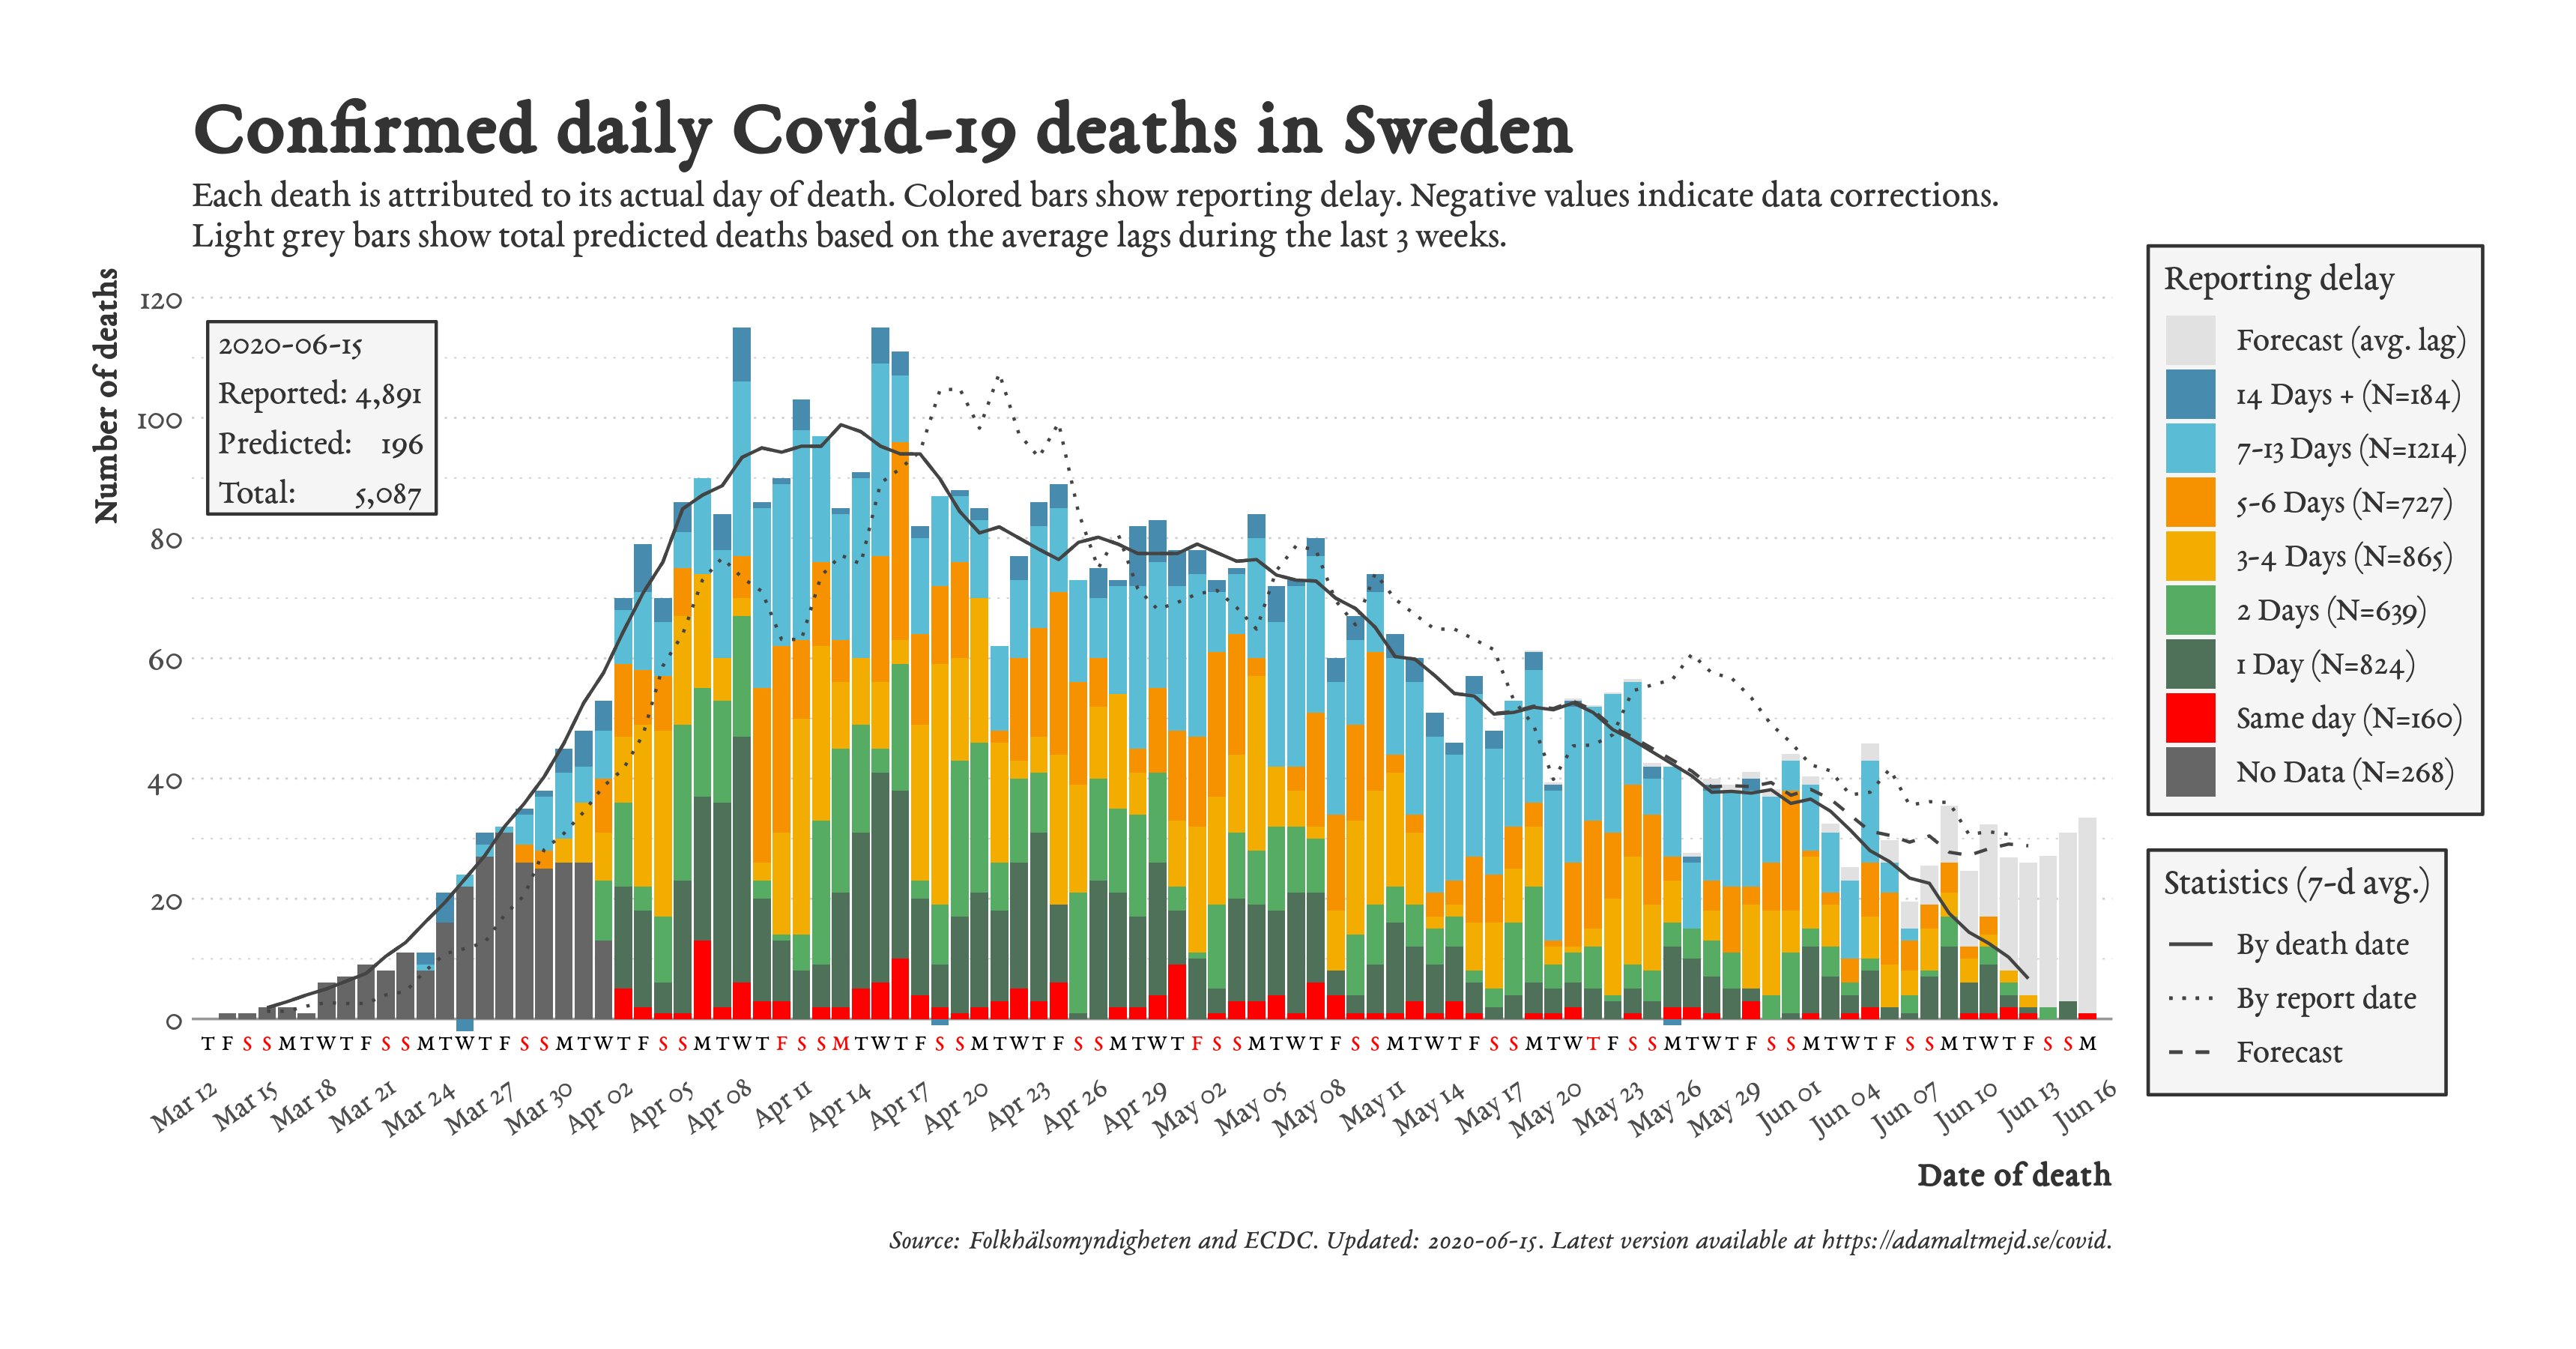 Confirmed daily Covid-19 deaths in Sweden
Each death is attributed to its actual day of death. Colored bars show reporting delay. Negative values indicate data corrections.
Light grey bars show total predicted deaths based on the average lags during the last 3 weeks.
Number of deaths
120
100
80
60
40
20
0
2020-06-15
Reported: 4,891
Predicted: 196
Total: 5,087
T F S S M T W T F S S M T W T F S S M T W T F S S M T W T F S S M T W T F S S M T W T F S S M T W T F S S M T W T F S S M T W T F S S M T W T F S S M T W T F S S M T W T F S S M T W T F S S M
Mar 12 Mar 15 Mar 18 Mar 21 Mar 24 Mar 27 Mar 30 Apr 02 Apr 05 Apr 08 Apr 11 Apr 14 Apr 17 Apr 20 Apr 23 Apr 26 Apr 29 May 02 May 05 May 08 May 11 May 14 May 17 May 20 May 23 May 26 May 29 Jun 01 Jun 04 Jun 07 Jun 10 Jun 13 Jun 16
Date of death
Reporting delay
Forecast (avg. lag)
14 Days + (N=184)
7-13 Days (N=1214)
5-6 Days (N=727)
3-4 Days (N=865)
2 Days (N=639)
1 Day (N=824)
Same day (N=160)
No Data (N=268)
Statistics (7-d avg.)
By death date
By report date
Forecast
Source: Folkhälsomyndigheten and ECDC. Updated: 2020-06-15. Latest version available at https://adamaltmejd.se/covid.